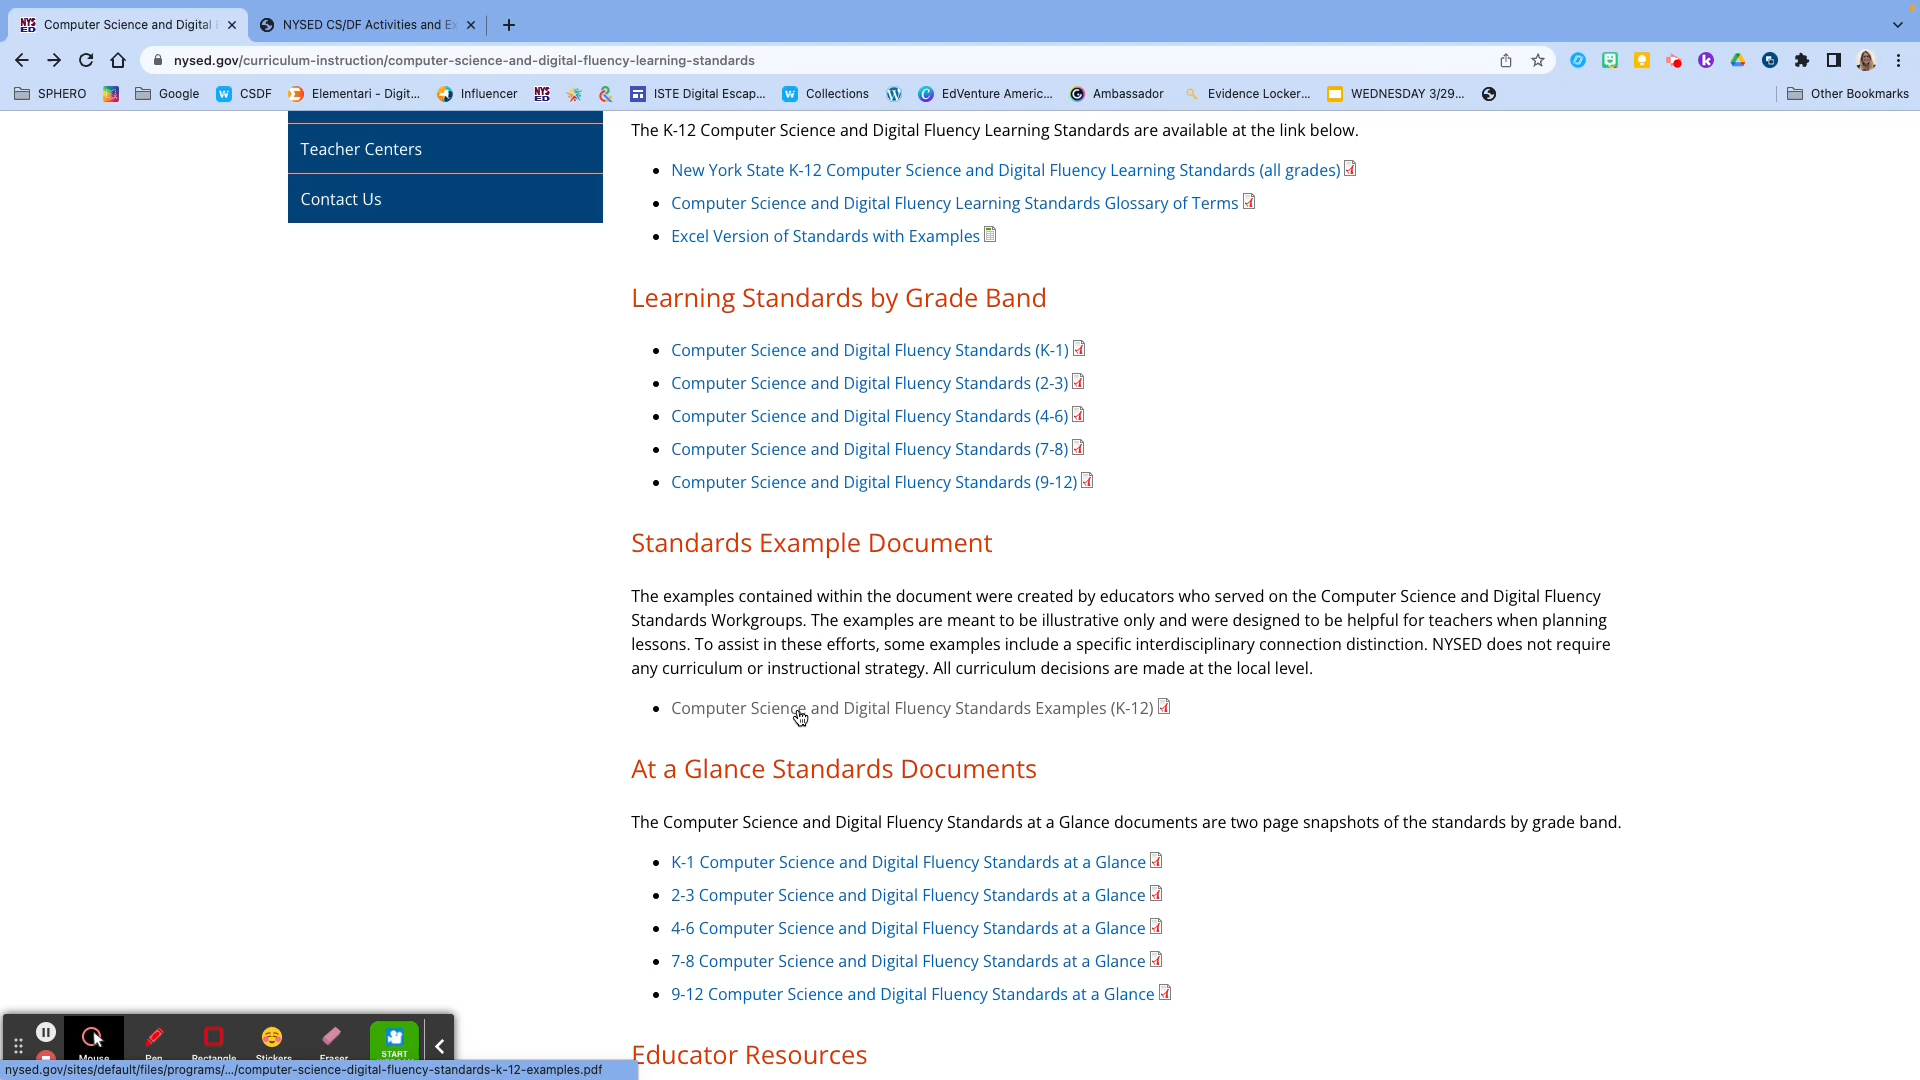 Computer Science and Digital
NYSED CS/DF Activities and Ex
nysed.gov/curriculum-instruction/computer-science-and-digital-fluency-learning-standards
SPHERO
Google
CSDF
Elementari - Digit...
Influencer
ISTE Digital Escap...
Collections
EdVenture Americ...
Ambassador
Evidence Locker...
WEDNESDAY 3/29...
Other Bookmarks
Teacher Centers
Contact Us
The K-12 Computer Science and Digital Fluency Learning Standards are available at the link below.
New York State K-12 Computer Science and Digital Fluency Learning Standards (all grades)
Computer Science and Digital Fluency Learning Standards Glossary of Terms
Excel Version of Standards with Examples
Learning Standards by Grade Band
Computer Science and Digital Fluency Standards (K-1)
Computer Science and Digital Fluency Standards (2-3)
Computer Science and Digital Fluency Standards (4-6)
Computer Science and Digital Fluency Standards (7-8)
Computer Science and Digital Fluency Standards (9-12)
Standards Example Document
The examples contained within the document were created by educators who served on the Computer Science and Digital Fluency
Standards Workgroups. The examples are meant to be illustrative only and were designed to be helpful for teachers when planning
lessons. To assist in these efforts, some examples include a specific interdisciplinary connection distinction. NYSED does not require
any curriculum or instructional strategy. All curriculum decisions are made at the local level.
Computer Science and Digital Fluency Standards Examples (K-12)
At a Glance Standards Documents
The Computer Science and Digital Fluency Standards at a Glance documents are two page snapshots of the standards by grade band.
K-1 Computer Science and Digital Fluency Standards at a Glance
2-3 Computer Science and Digital Fluency Standards at a Glance
4-6 Computer Science and Digital Fluency Standards at a Glance
7-8 Computer Science and Digital Fluency Standards at a Glance
9-12 Computer Science and Digital Fluency Standards at a Glance
Educator Resources
Mouse
Pen
Rectangle
Stickers
Eraser
START
nysed.gov/sites/default/files/programs/.../computer-science-digital-fluency-standards-k-12-examples.pdf